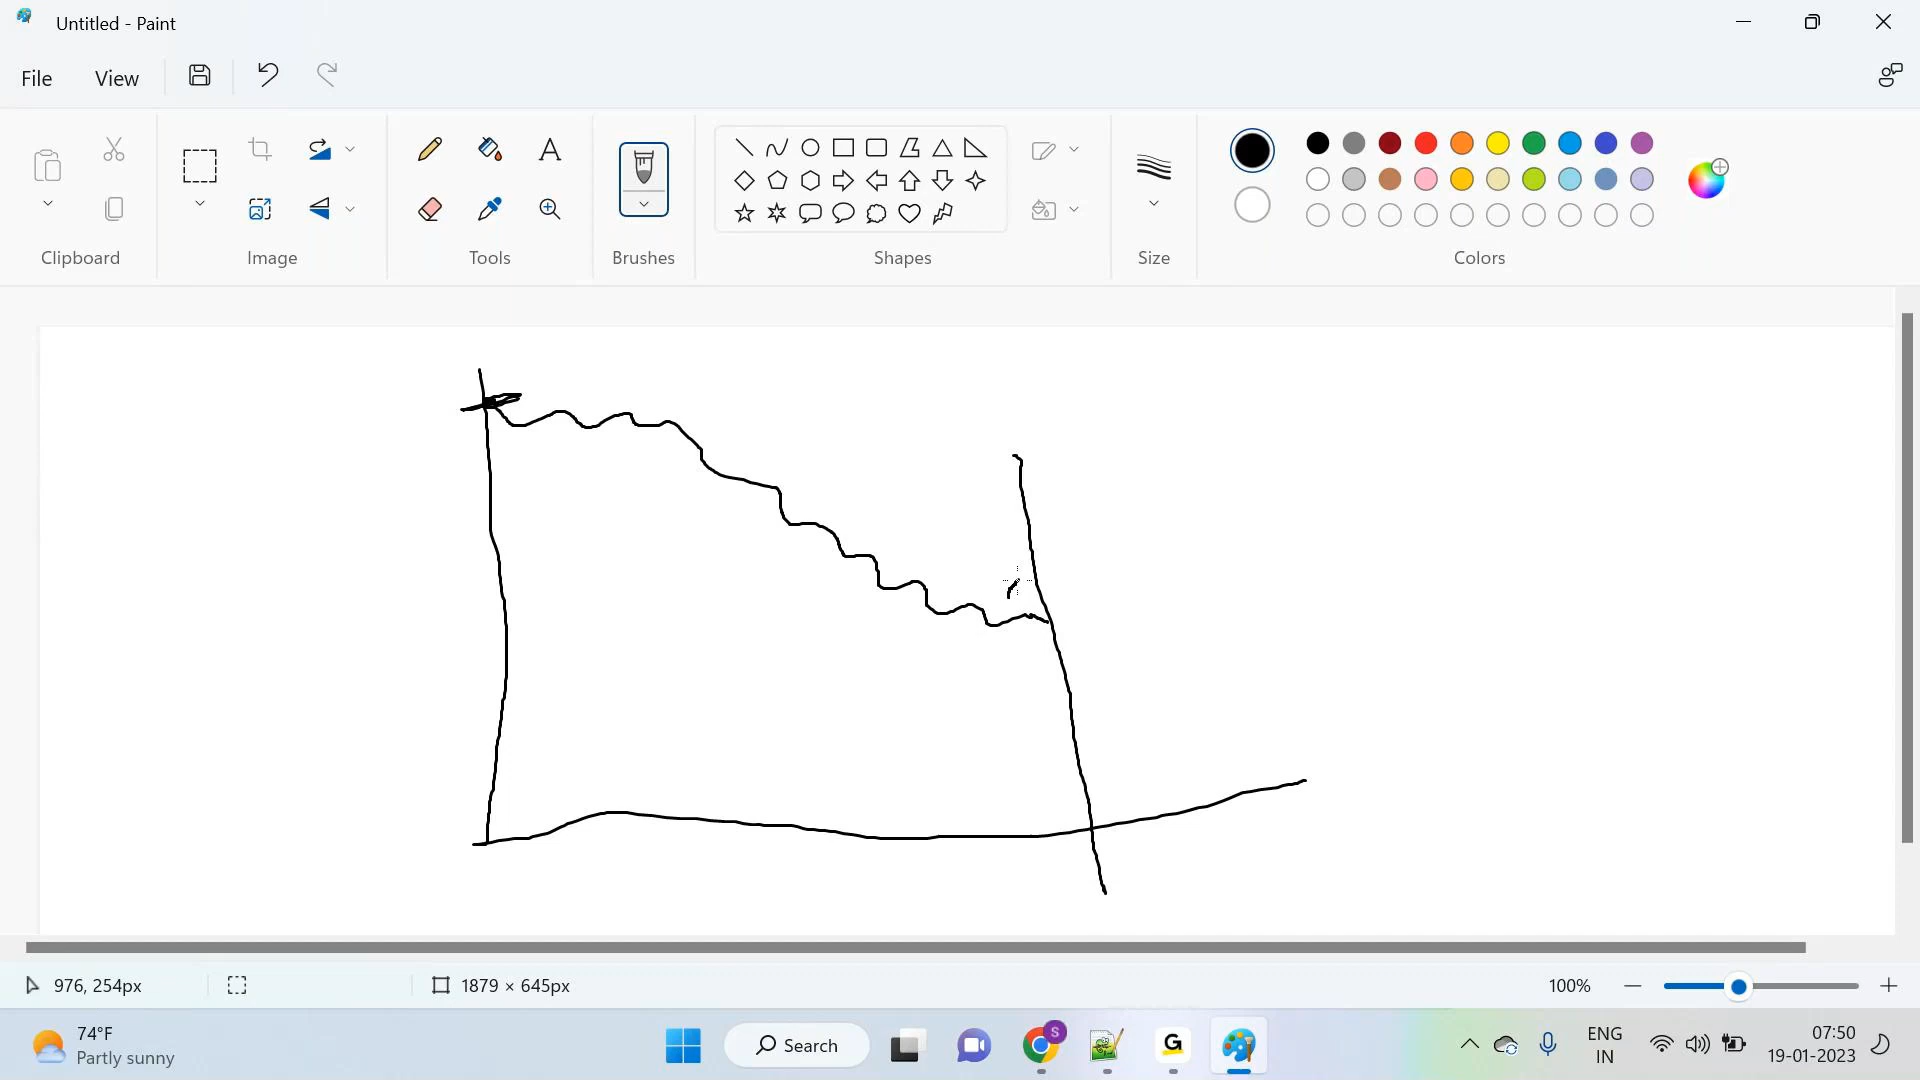 Untitled - Paint
File View
Clipboard Image Tools Brushes Shapes Size Colors
976, 254px 1879 × 645px 100%
74°F
Partly sunny
Search
S
G
ENG
IN
07:50
19-01-2023